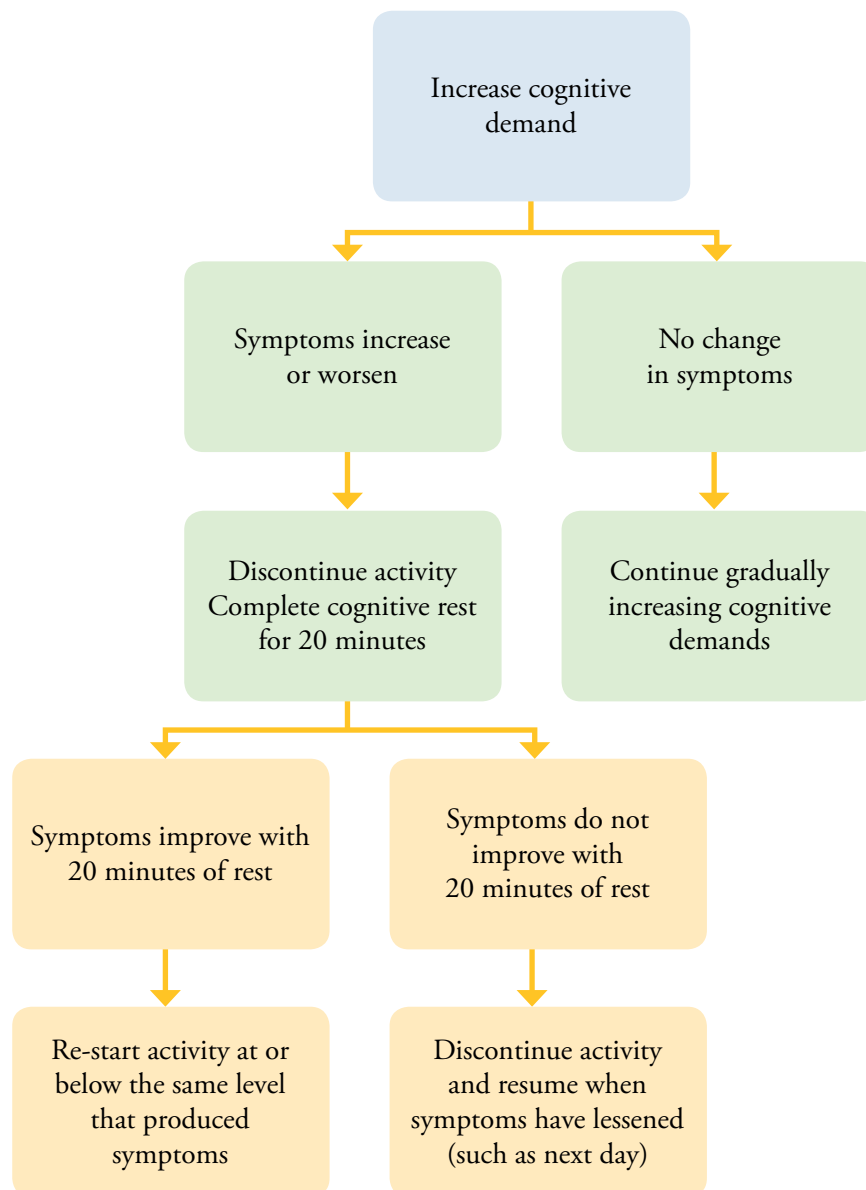 Increase cognitive
demand
Symptoms increase
or worsen
No change
in symptoms
Discontinue activity
Complete cognitive rest
for 20 minutes
Continue gradually
increasing cognitive
demands
Symptoms improve with
20 minutes of rest
Symptoms do not
improve with
20 minutes of rest
Re-start activity at or
below the same level
that produced
symptoms
Discontinue activity
and resume when
symptoms have lessened
(such as next day)